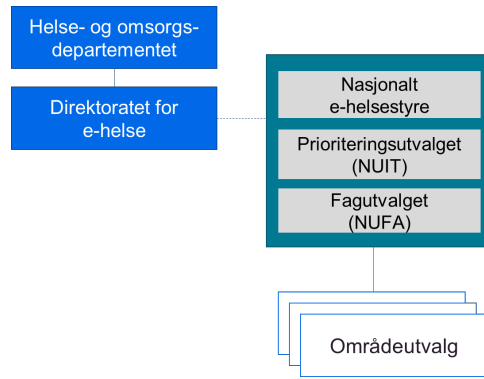 Helse- og omsorgs-
departementet
Direktoratet for
e-helse
Nasjonalt
e-helsestyre
Prioriteringsutvalget
(NUIT)
Fagutvalget
(NUFA)
Områdeutvalg